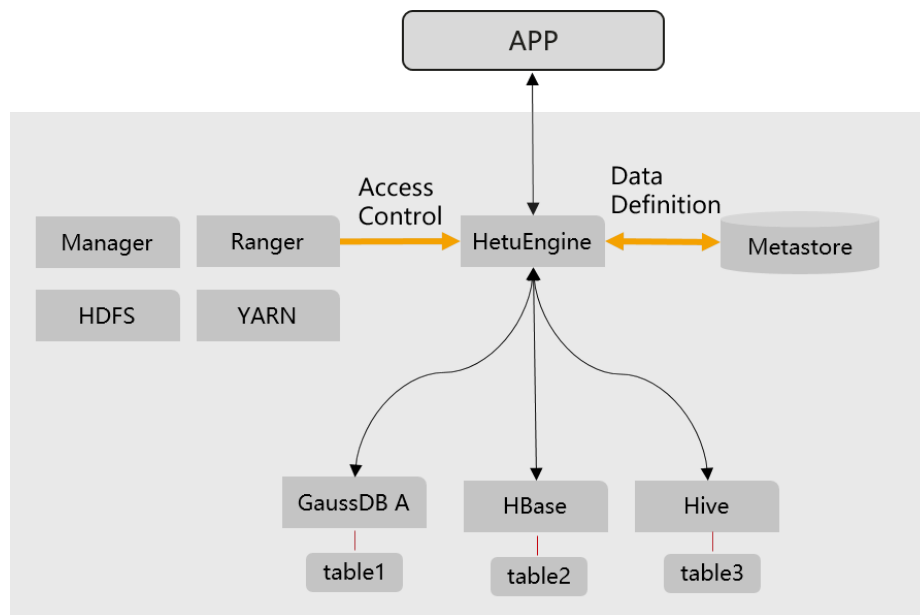 APP
Access
Control
Data
Definition
Manager
Ranger
HetuEngine
Metastore
HDFS
YARN
GaussDB A
HBase
Hive
table1
table2
table3